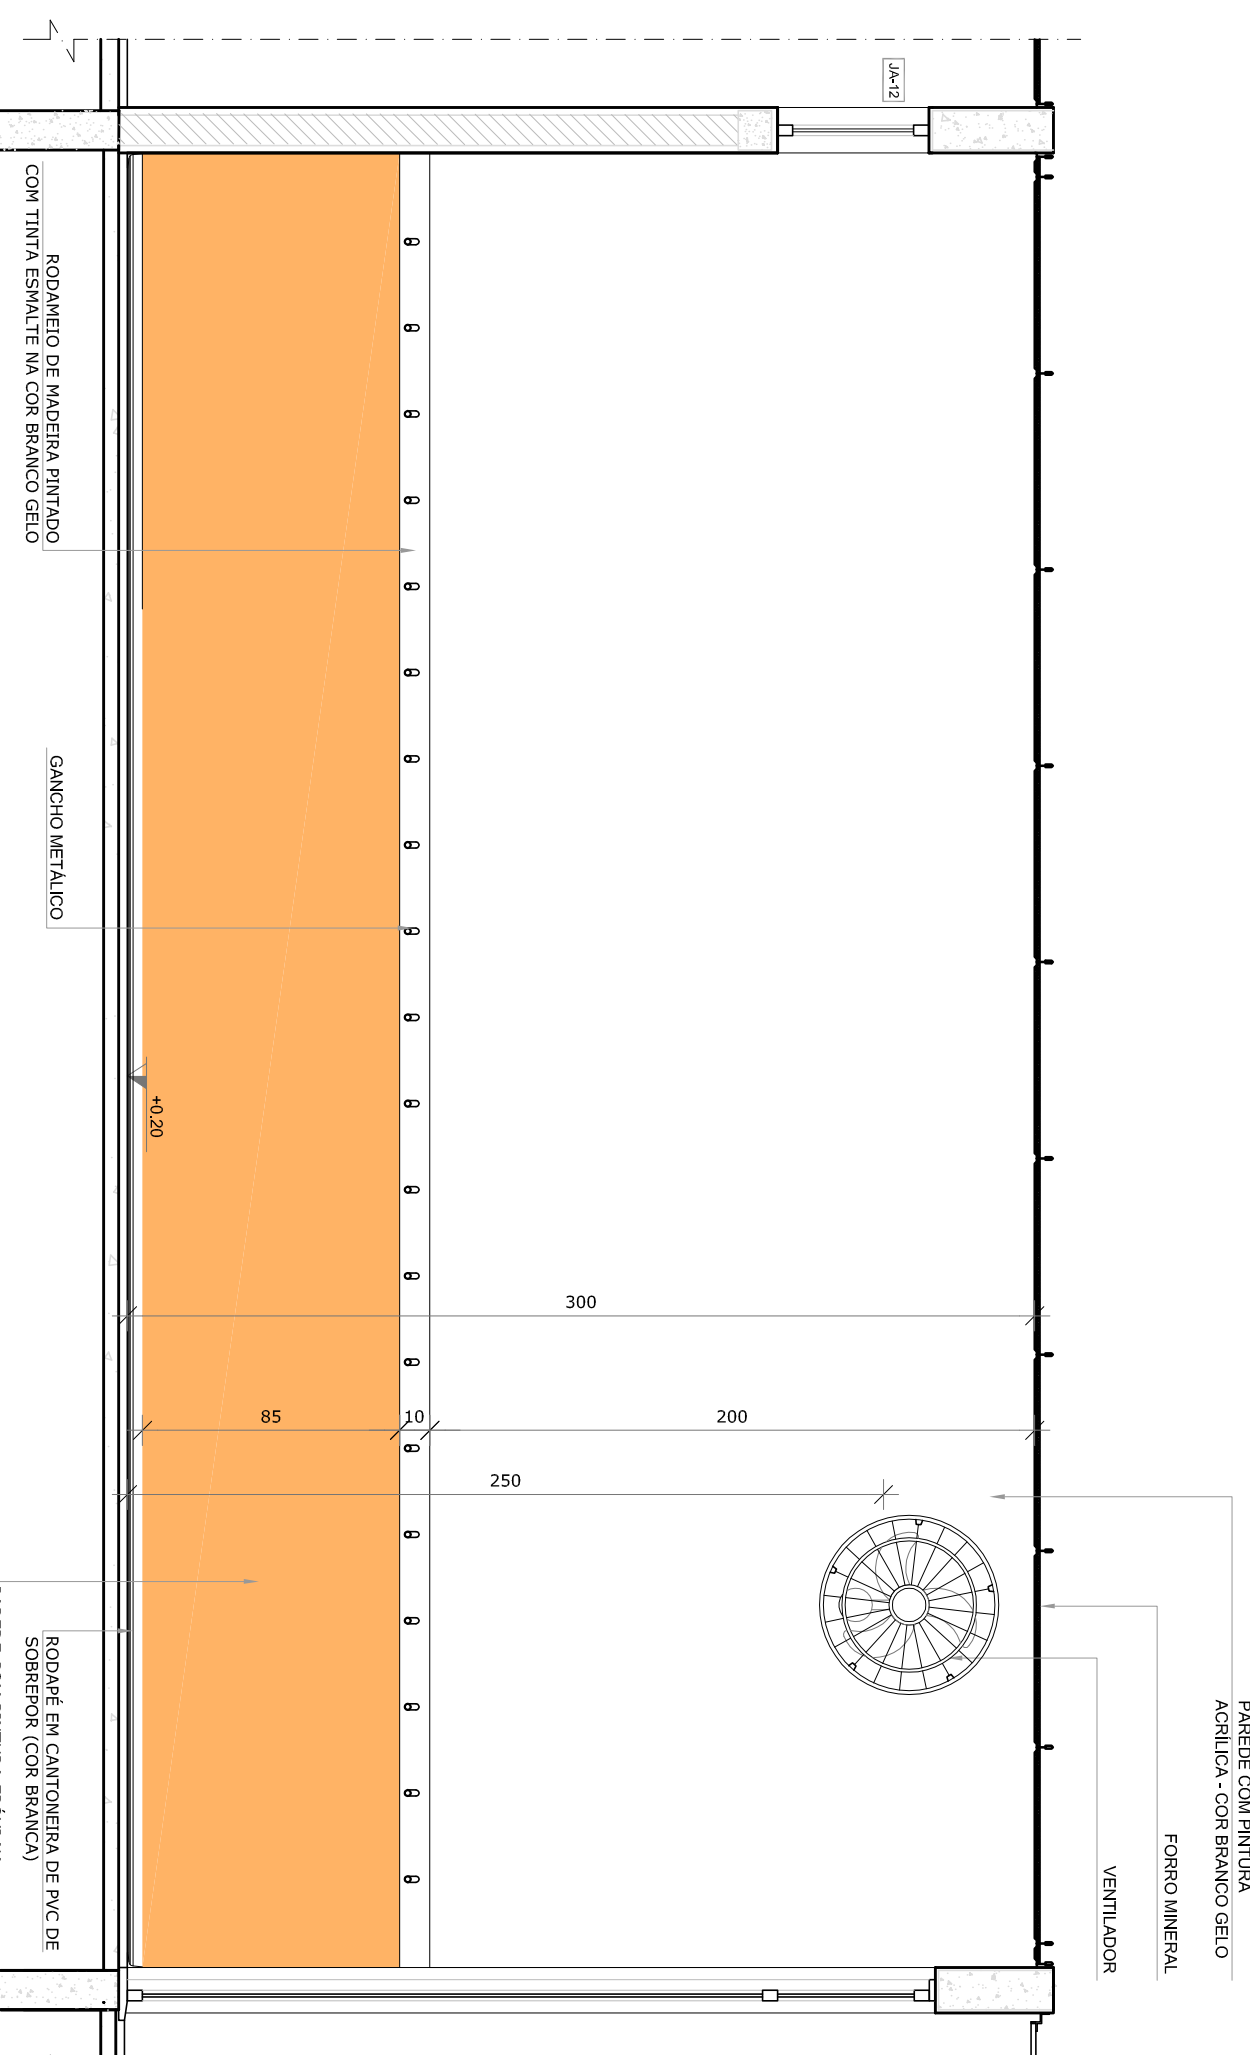 PAREDE COM PINTURA
ACRÍLICA - COR BRANCO GELO
FORRO MINERAL
VENTILADOR
JA-12
300
200
10
85
250
+0.20
RODAMEIO DE MADEIRA PINTADO
COM TINTA ESMALTE NA COR BRANCO GELO
GANCHO METÁLICO
RODAPÉ EM CANTONEIRA DE PVC DE
SOBREPOR (COR BRANCA)